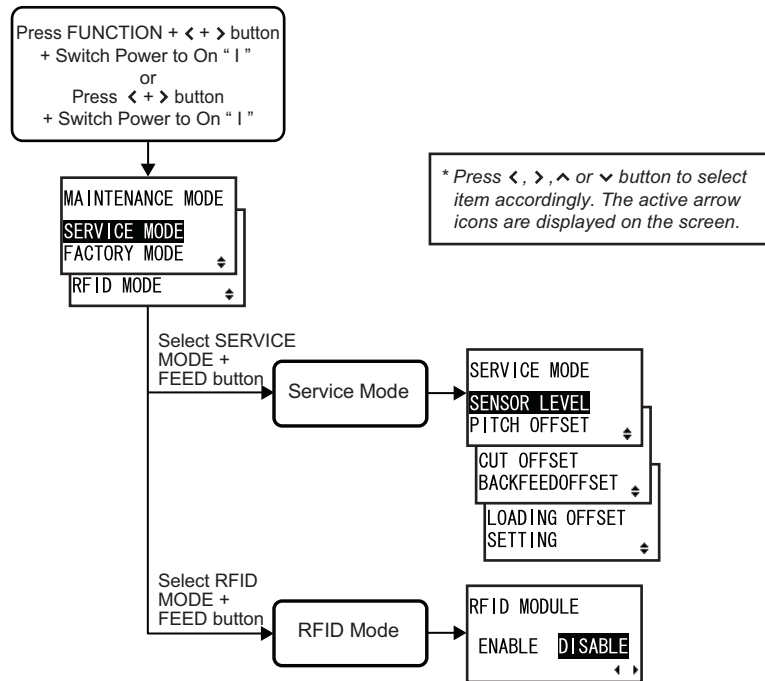 Press FUNCTION + < + > button
+ Switch Power to On “ I ”
or
Press < + > button
+ Switch Power to On “ I ”
* Press <, >, ∧ or ∨ button to select
item accordingly. The active arrow
icons are displayed on the screen.
MAINTENANCE MODE
SERVICE MODE
FACTORY MODE
RFID MODE
Select SERVICE
MODE +
FEED button
Service Mode
SERVICE MODE
SENSOR LEVEL
PITCH OFFSET
CUT OFFSET
BACKFEEDOFFSET
LOADING OFFSET
SETTING
Select RFID
MODE +
FEED button
RFID Mode
RFID MODULE
ENABLE DISABLE